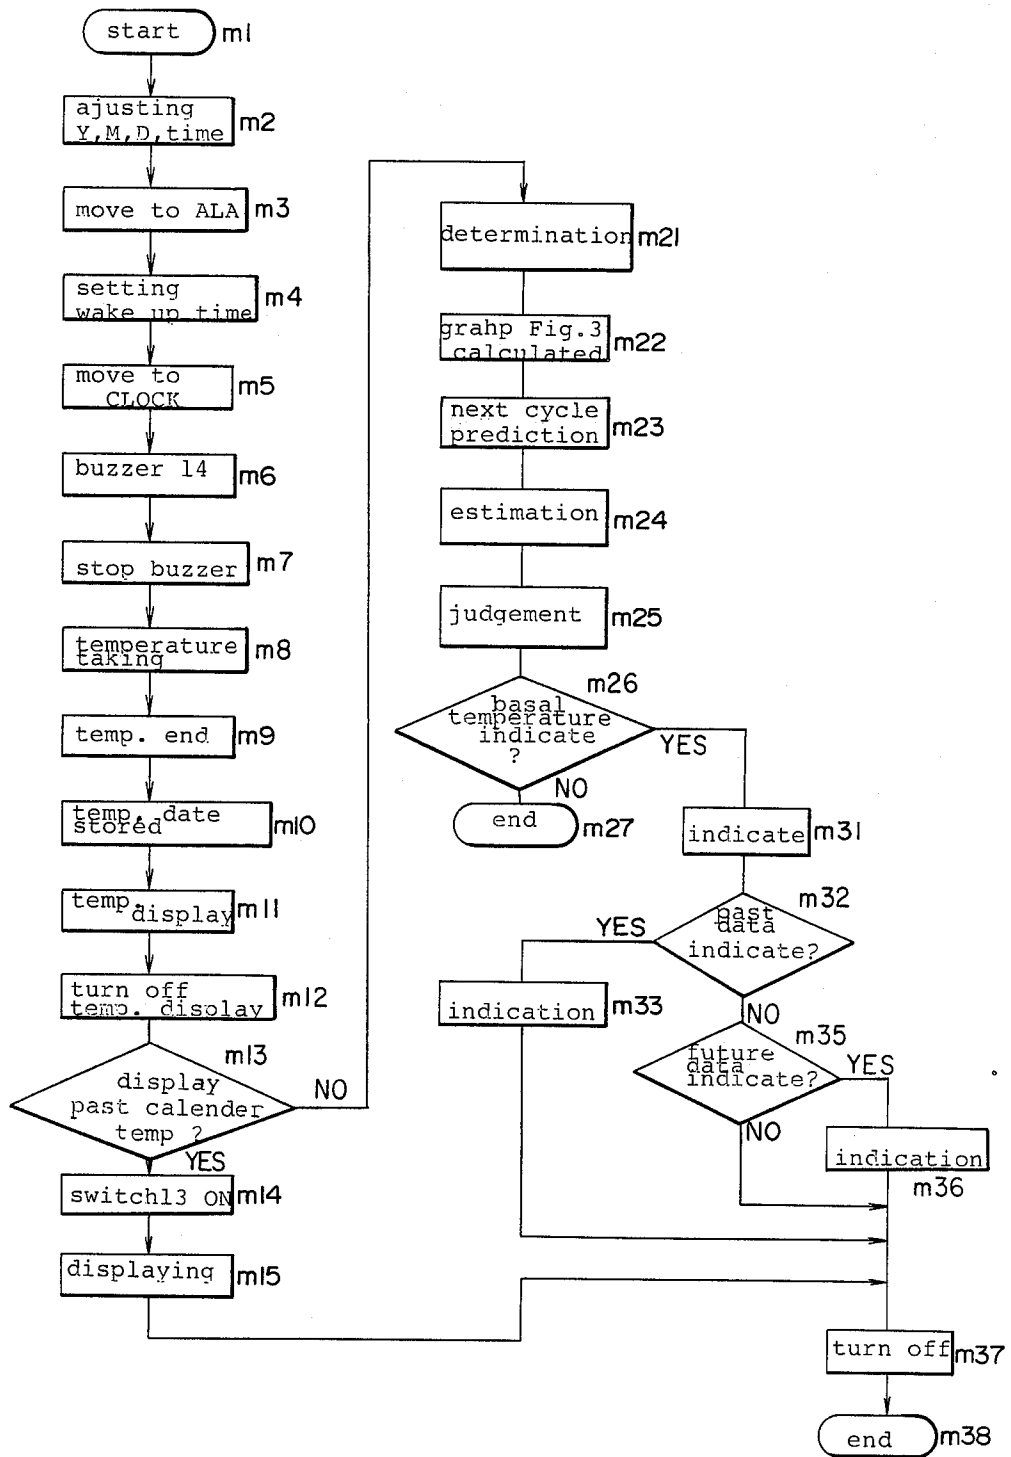 start
m1
ajusting
Y,M,D,time
m2
move to ALA
m3
setting
wake up time
m4
move to
CLOCK
m5
buzzer 14
m6
stop buzzer
m7
temperature
taking
m8
temp. end
m9
temp. date
stored
m10
temp.
display
m11
turn off
temp. display
m12
m13
display
past calender
temp ?
NO
YES
switch13 ON
m14
displaying
m15
determination
m21
grahp Fig.3
calculated
m22
next cycle
prediction
m23
estimation
m24
judgement
m25
m26
basal
temperature
indicate
?
YES
NO
end
m27
indicate
m31
m32
past
data
indicate?
YES
NO
indication
m33
m35
future
data
indicate?
YES
NO
indication
m36
turn off
m37
end
m38